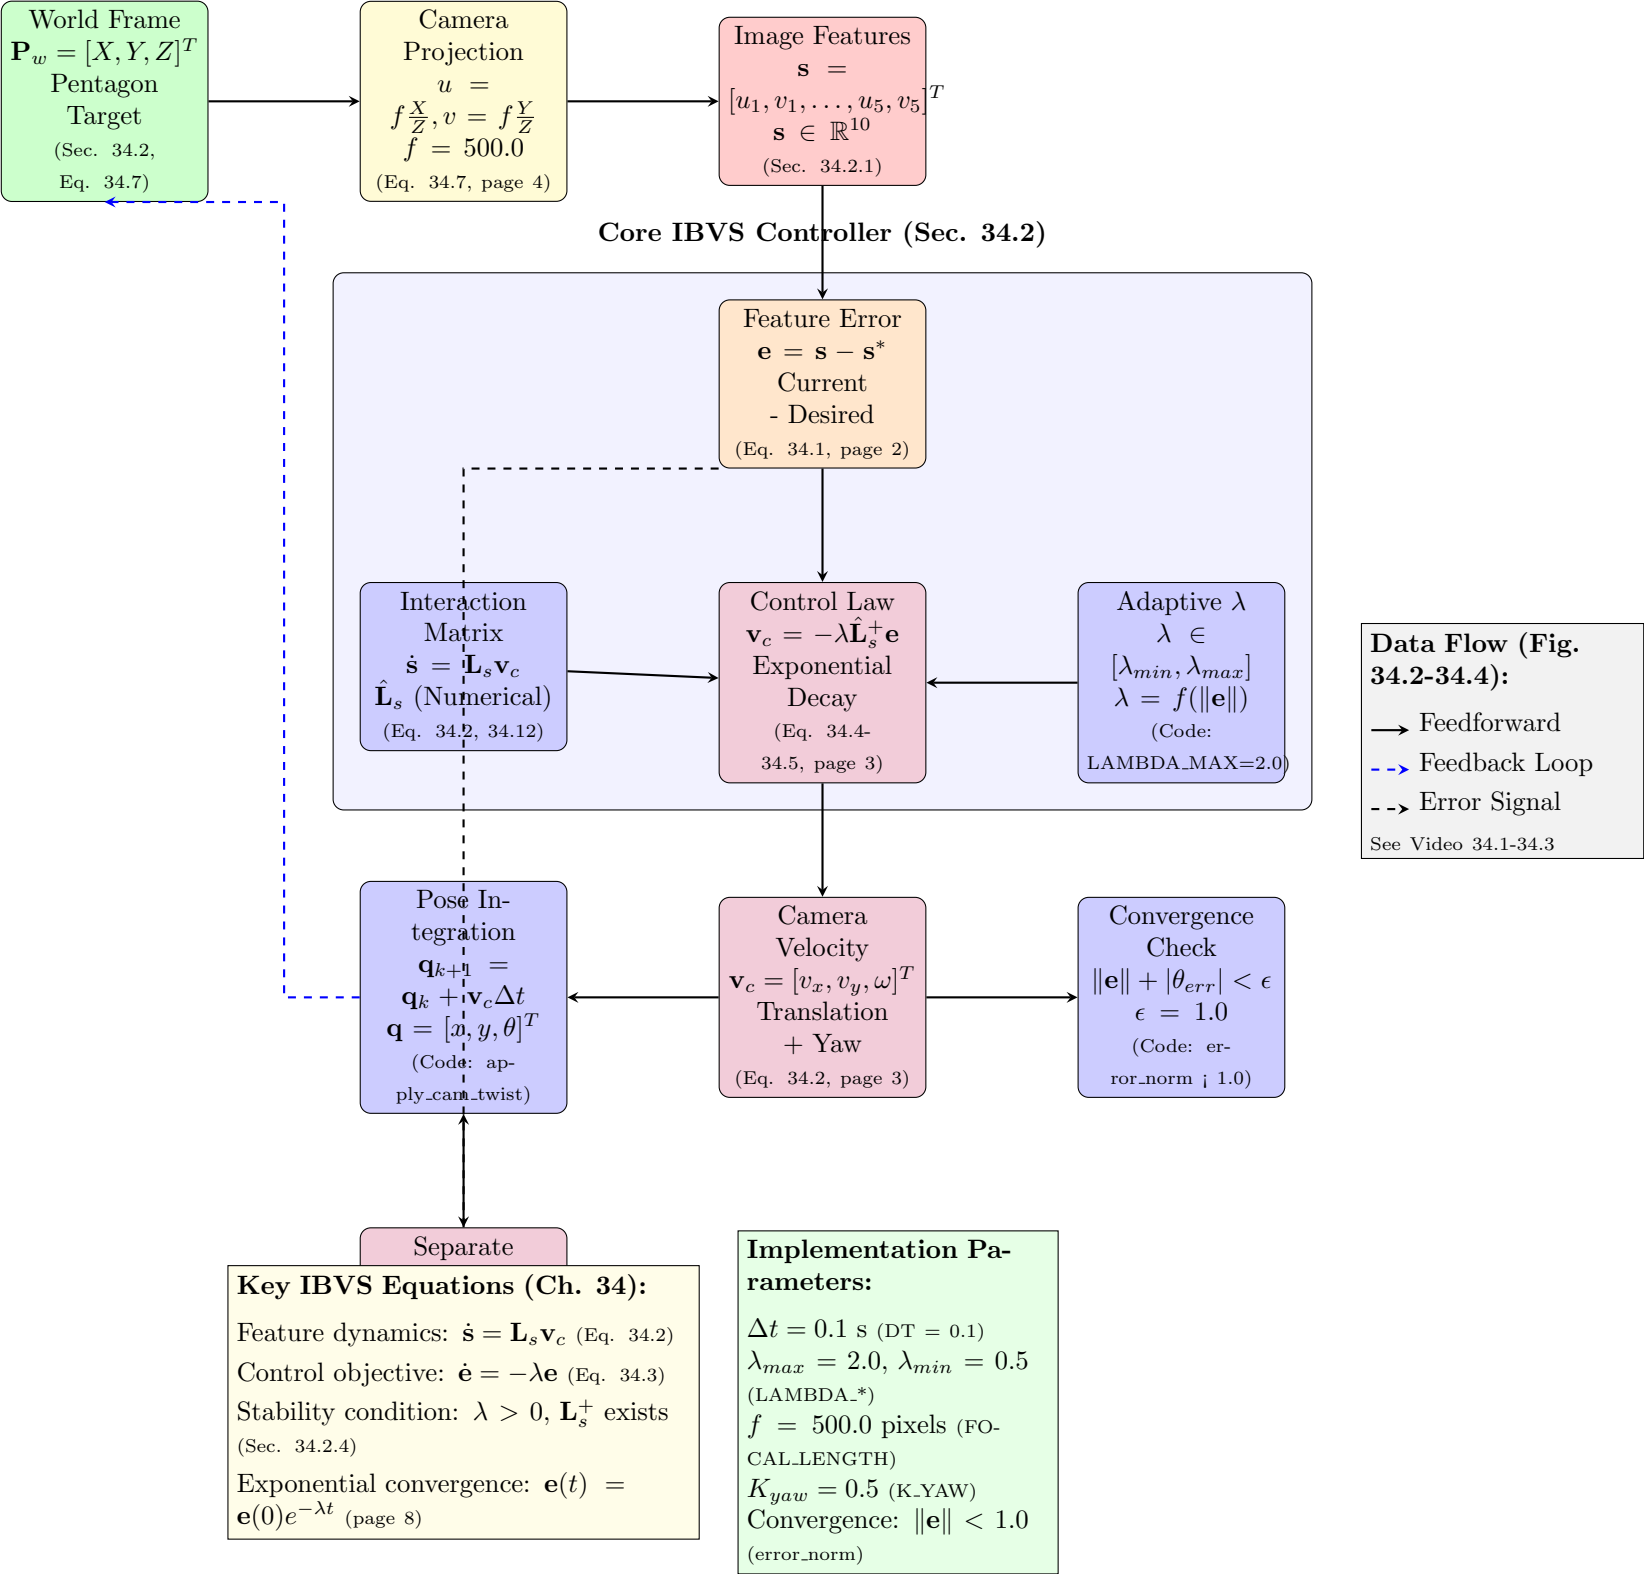 World Frame
P_w = [X, Y, Z]^T
Pentagon
Target
(Sec. 34.2,
Eq. 34.7)
Camera
Projection
u =
f X/Z, v = f Y/Z
f = 500.0
(Eq. 34.7, page 4)
Image Features
s =
[u_1, v_1, . . . , u_5, v_5]^T
s ∈ ℝ^10
(Sec. 34.2.1)
Core IBVS Controller (Sec. 34.2)
Feature Error
e = s − s*
Current
- Desired
(Eq. 34.1, page 2)
Interaction
Matrix
ṡ = L_s v_c
L̂_s (Numerical)
(Eq. 34.2, 34.12)
Control Law
v_c = −λL̂_s^+ e
Exponential
Decay
(Eq. 34.4-
34.5, page 3)
Adaptive λ
λ ∈
[λ_min, λ_max]
λ = f(‖e‖)
(Code:
LAMBDA_MAX=2.0)
Data Flow (Fig.
34.2-34.4):
Feedforward
Feedback Loop
Error Signal
See Video 34.1-34.3
Pose In-
tegration
q_{k+1} =
q_k + v_c Δt
q = [x, y, θ]^T
(Code: ap-
ply_cam_twist)
Camera
Velocity
v_c = [v_x, v_y, ω]^T
Translation
+ Yaw
(Eq. 34.2, page 3)
Convergence
Check
‖e‖ + |θ_err| < ϵ
ϵ = 1.0
(Code: er-
ror_norm ¡ 1.0)
Separate
Key IBVS Equations (Ch. 34):
Feature dynamics: ṡ = L_s v_c (Eq. 34.2)
Control objective: ė = −λe (Eq. 34.3)
Stability condition: λ > 0, L_s^+ exists
(Sec. 34.2.4)
Exponential convergence: e(t) =
e(0)e^{−λt} (page 8)
Implementation Pa-
rameters:
Δt = 0.1 s (DT = 0.1)
λ_max = 2.0, λ_min = 0.5
(LAMBDA_*)
f = 500.0 pixels (FO-
CAL_LENGTH)
K_yaw = 0.5 (K_YAW)
Convergence: ‖e‖ < 1.0
(error_norm)